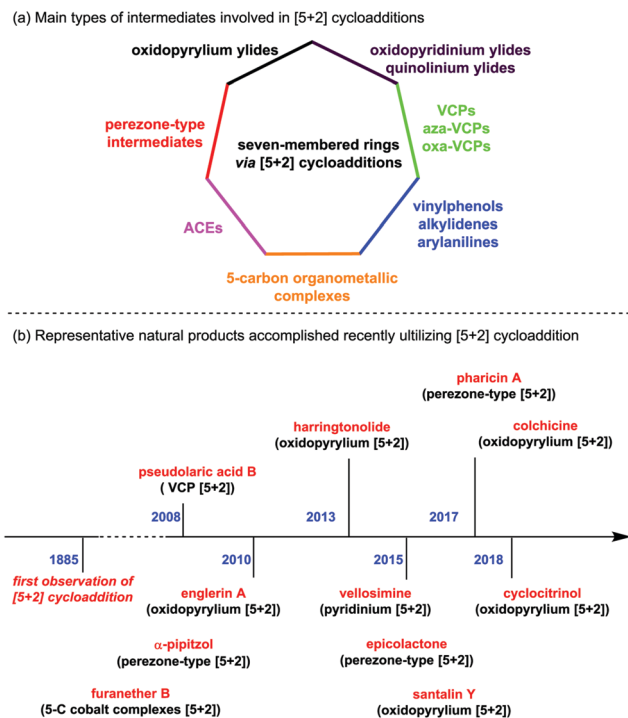 (a) Main types of intermediates involved in [5+2] cycloadditions
oxidopyrylium ylides
oxidopyridinium ylides
quinolinium ylides
perezone-type
intermediates
seven-membered rings
via [5+2] cycloadditions
VCPs
aza-VCPs
oxa-VCPs
ACEs
vinylphenols
alkylidenes
arylanilines
5-carbon organometallic
complexes
(b) Representative natural products accomplished recently ultilizing [5+2] cycloaddition
pharicin A
(perezone-type [5+2])
harringtonolide
(oxidopyrylium [5+2])
colchicine
(oxidopyrylium [5+2])
pseudolaric acid B
( VCP [5+2])
2008
2013
2017
1885
2010
2015
2018
first observation of
[5+2] cycloaddition
englerin A
(oxidopyrylium [5+2])
vellosimine
(pyridinium [5+2])
cyclocitrinol
(oxidopyrylium [5+2])
α-pipitzol
(perezone-type [5+2])
epicolactone
(perezone-type [5+2])
furanether B
(5-C cobalt complexes [5+2])
santalin Y
(oxidopyrylium [5+2])